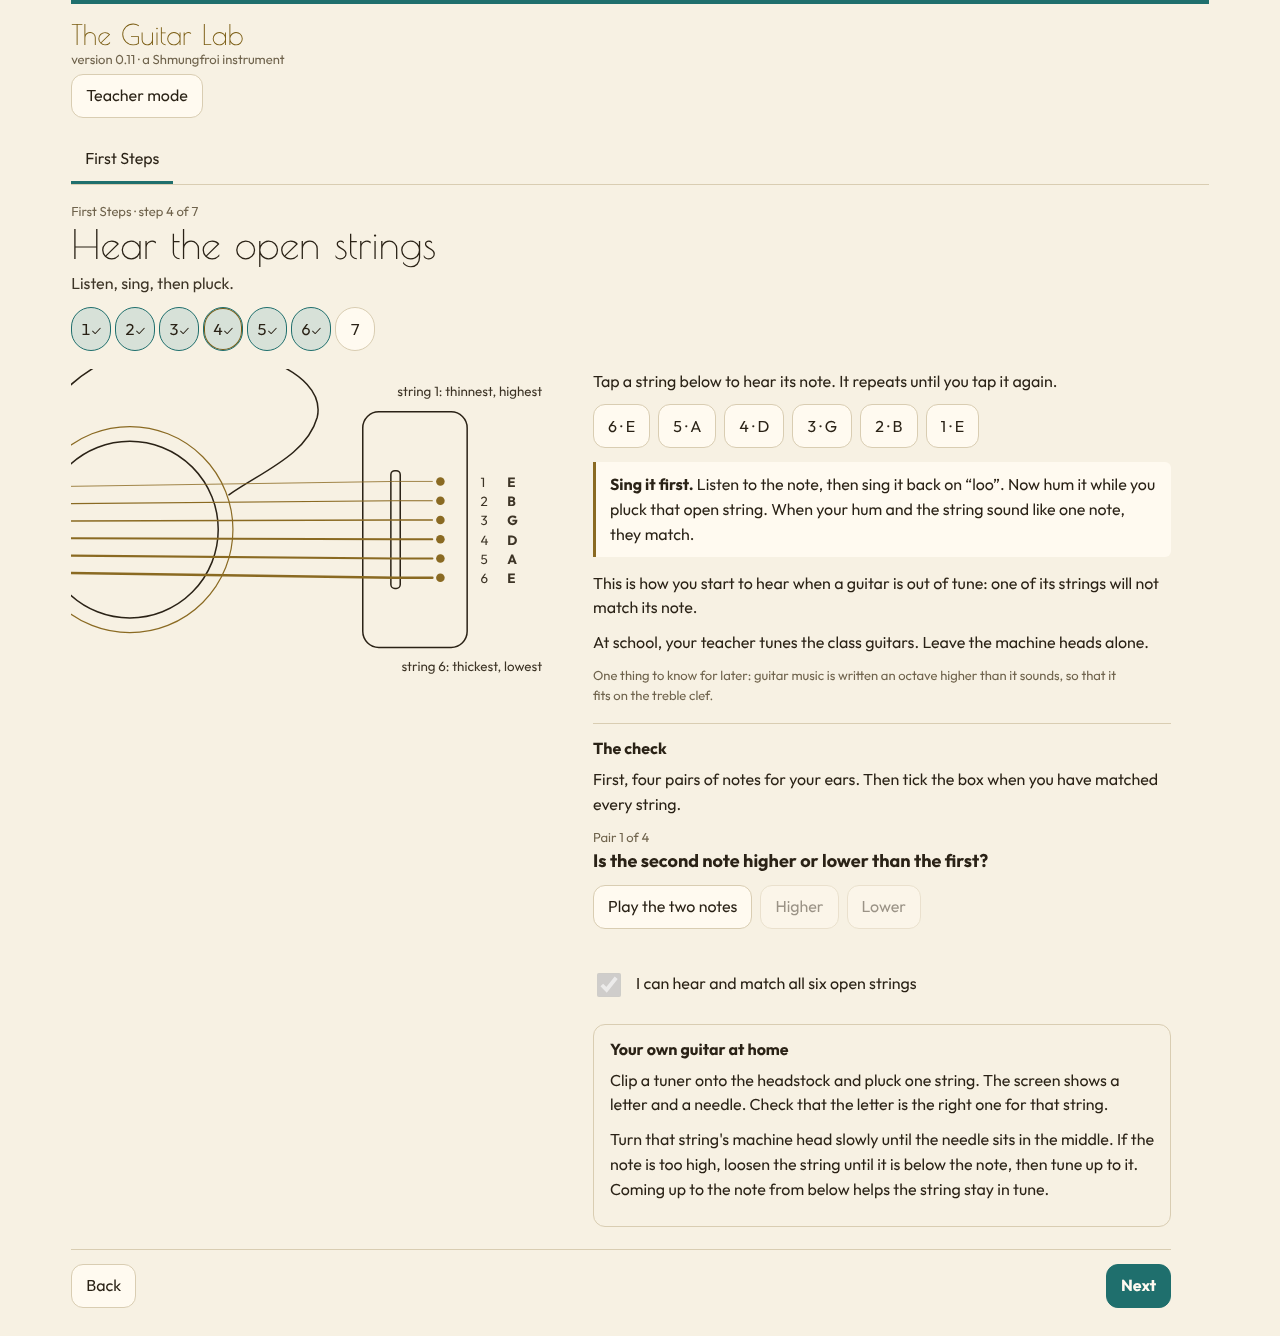 The Guitar Lab
version 0.11 · a Shmungfroi instrument
Teacher mode
First Steps
First Steps · step 4 of 7
Hear the open strings
Listen, sing, then pluck.
1✓ 2✓ 3✓ 4✓ 5✓ 6✓ 7
string 1: thinnest, highest
1 E
2 B
3 G
4 D
5 A
6 E
string 6: thickest, lowest
Tap a string below to hear its note. It repeats until you tap it again.
6 · E 5 · A 4 · D 3 · G 2 · B 1 · E
Sing it first. Listen to the note, then sing it back on “loo”. Now hum it while you
pluck that open string. When your hum and the string sound like one note,
they match.
This is how you start to hear when a guitar is out of tune: one of its strings will not
match its note.
At school, your teacher tunes the class guitars. Leave the machine heads alone.
One thing to know for later: guitar music is written an octave higher than it sounds, so that it
fits on the treble clef.
The check
First, four pairs of notes for your ears. Then tick the box when you have matched
every string.
Pair 1 of 4
Is the second note higher or lower than the first?
Play the two notes Higher Lower
I can hear and match all six open strings
Your own guitar at home
Clip a tuner onto the headstock and pluck one string. The screen shows a
letter and a needle. Check that the letter is the right one for that string.
Turn that string's machine head slowly until the needle sits in the middle. If the
note is too high, loosen the string until it is below the note, then tune up to it.
Coming up to the note from below helps the string stay in tune.
Back
Next